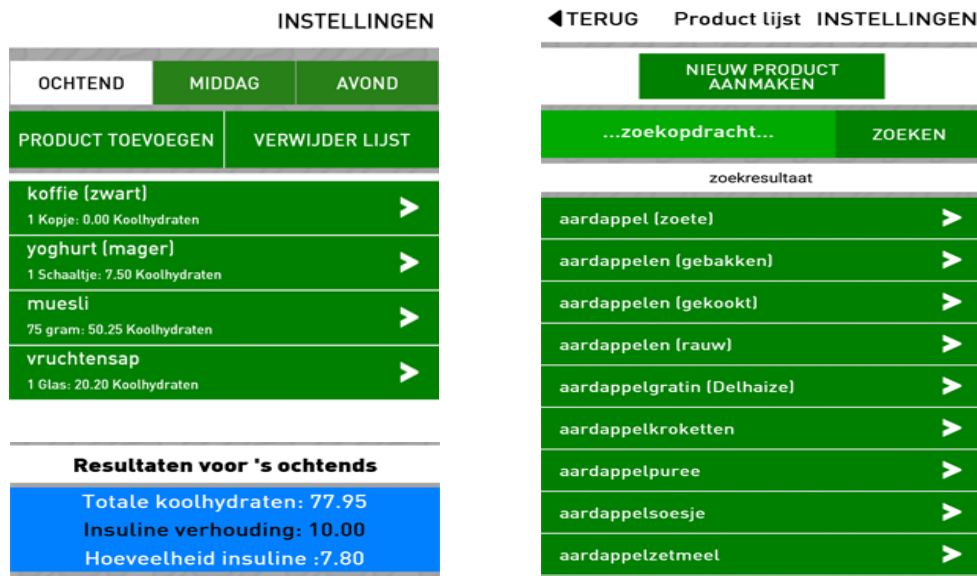 INSTELLINGEN
OCHTEND MIDDAG AVOND
PRODUCT TOEVOEGEN VERWIJDER LIJST
koffie (zwart)
1 Kopje: 0.00 Koolhydraten
yoghurt (mager)
1 Schaaltje: 7.50 Koolhydraten
muesli
75 gram: 50.25 Koolhydraten
vruchtensap
1 Glas: 20.20 Koolhydraten
Resultaten voor 's ochtends
Totale koolhydraten: 77.95
Insuline verhouding: 10.00
Hoeveelheid insuline :7.80
TERUG Product lijst INSTELLINGEN
NIEUW PRODUCT
AANMAKEN
...zoekopdracht... ZOEKEN
zoekresultaat
aardappel (zoete)
aardappelen (gebakken)
aardappelen (gekookt)
aardappelen (rauw)
aardappelgratin (Delhaize)
aardappelkroketten
aardappelpuree
aardappelsoesje
aardappelzetmeel